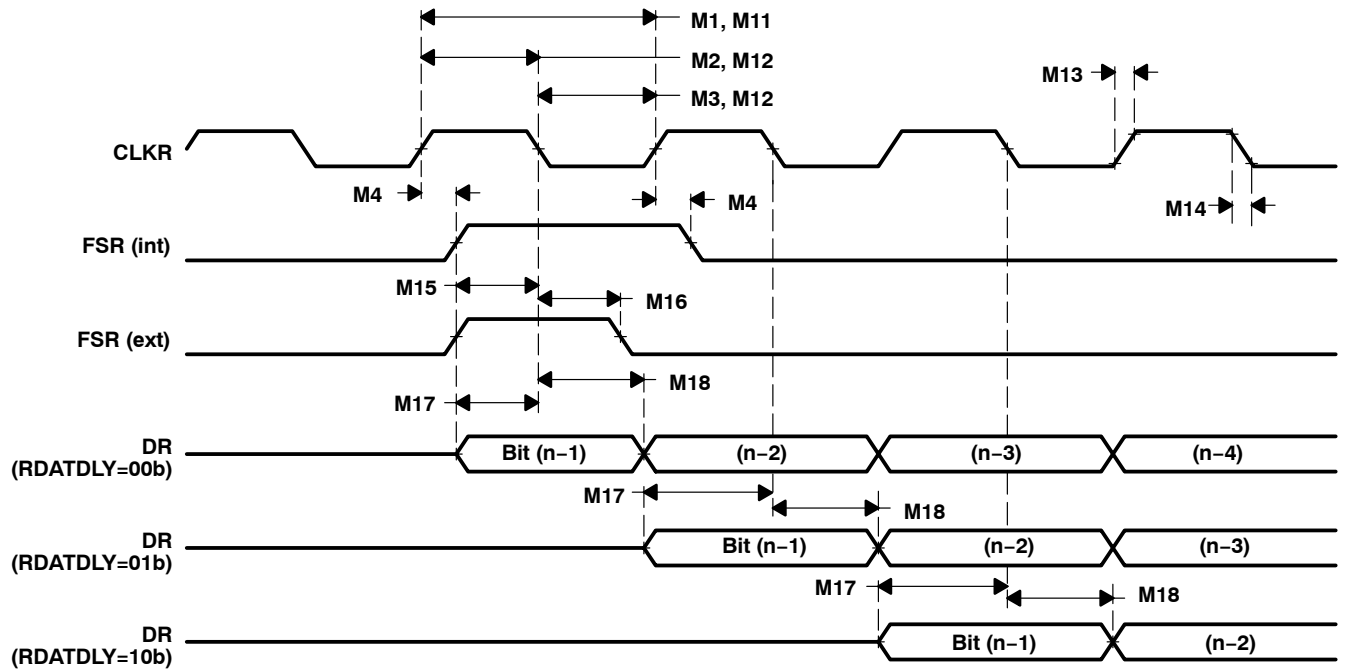 M1, M11
M2, M12
M3, M12
M13
CLKR
M4
M4
M14
FSR (int)
M15
M16
FSR (ext)
M18
M17
DR
(RDATDLY=00b)
Bit (n−1)
(n−2)
(n−3)
(n−4)
M17
M18
DR
(RDATDLY=01b)
Bit (n−1)
(n−2)
(n−3)
M17
M18
DR
(RDATDLY=10b)
Bit (n−1)
(n−2)